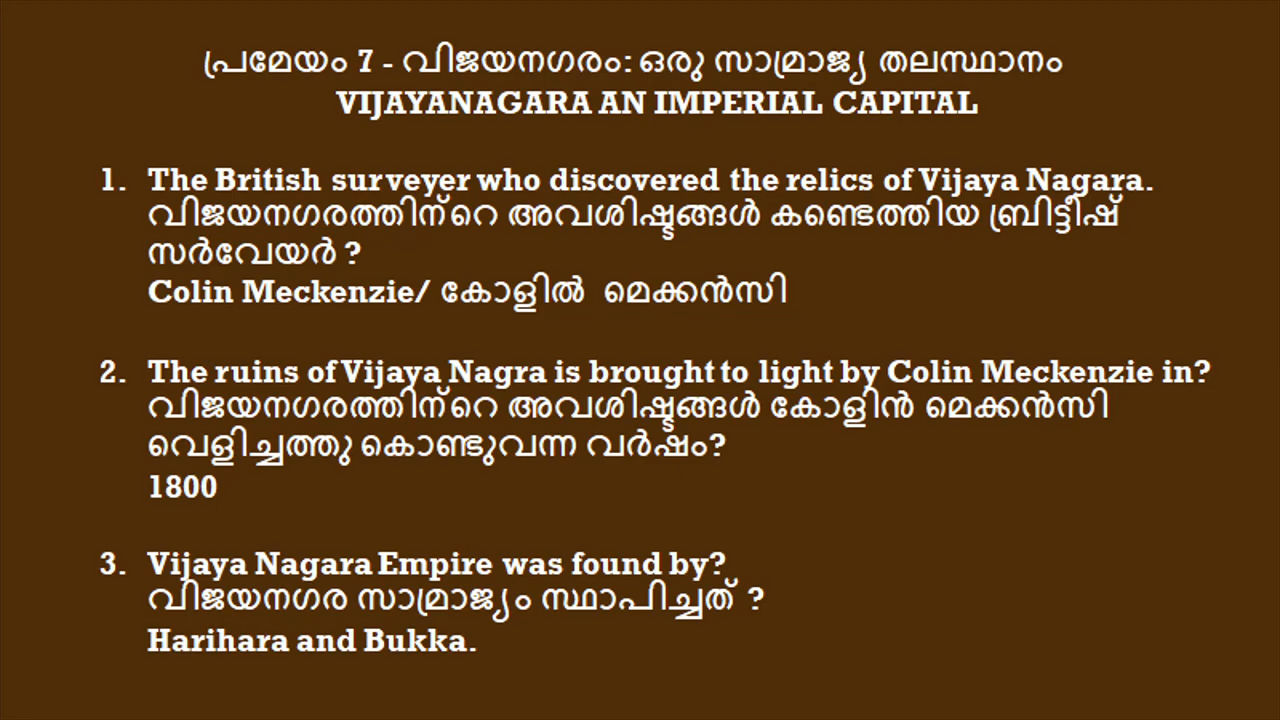 പ്രമേയം 7 - വിജയനഗരം: ഒരു സാമ്രാജ്യ തലസ്ഥാനം
VIJAYANAGARA AN IMPERIAL CAPITAL
1. The British surveyer who discovered the relics of Vijaya Nagara.
വിജയനഗരത്തിന്റെ അവശിഷ്ടങ്ങൾ കണ്ടെത്തിയ ബ്രിട്ടീഷ്
സർവേയർ ?
Colin Meckenzie/ കോളിൽ മെക്കൻസി
2. The ruins of Vijaya Nagra is brought to light by Colin Meckenzie in?
വിജയനഗരത്തിന്റെ അവശിഷ്ടങ്ങൾ കോളിൻ മെക്കൻസി
വെളിച്ചത്തു കൊണ്ടുവന്ന വർഷം?
1800
3. Vijaya Nagara Empire was found by?
വിജയനഗര സാമ്രാജ്യം സ്ഥാപിച്ചത് ?
Harihara and Bukka.